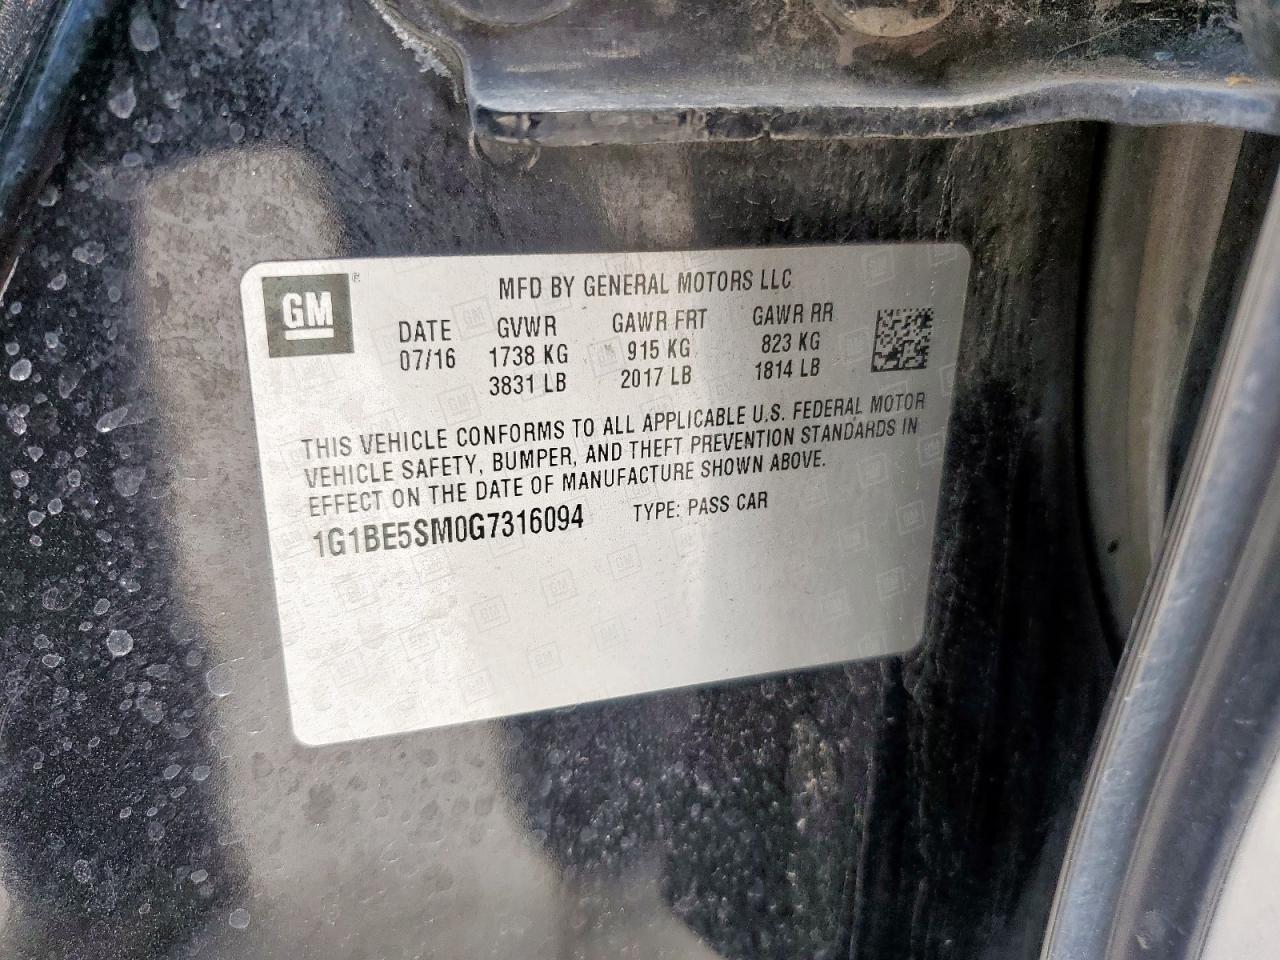 GM
MFD BY GENERAL MOTORS LLC
DATE GVWR GAWR FRT GAWR RR
07/16 1738 KG 915 KG 823 KG
3831 LB 2017 LB 1814 LB
THIS VEHICLE CONFORMS TO ALL APPLICABLE U.S. FEDERAL MOTOR
VEHICLE SAFETY, BUMPER, AND THEFT PREVENTION STANDARDS IN
EFFECT ON THE DATE OF MANUFACTURE SHOWN ABOVE.
1G1BE5SM0G7316094 TYPE: PASS CAR